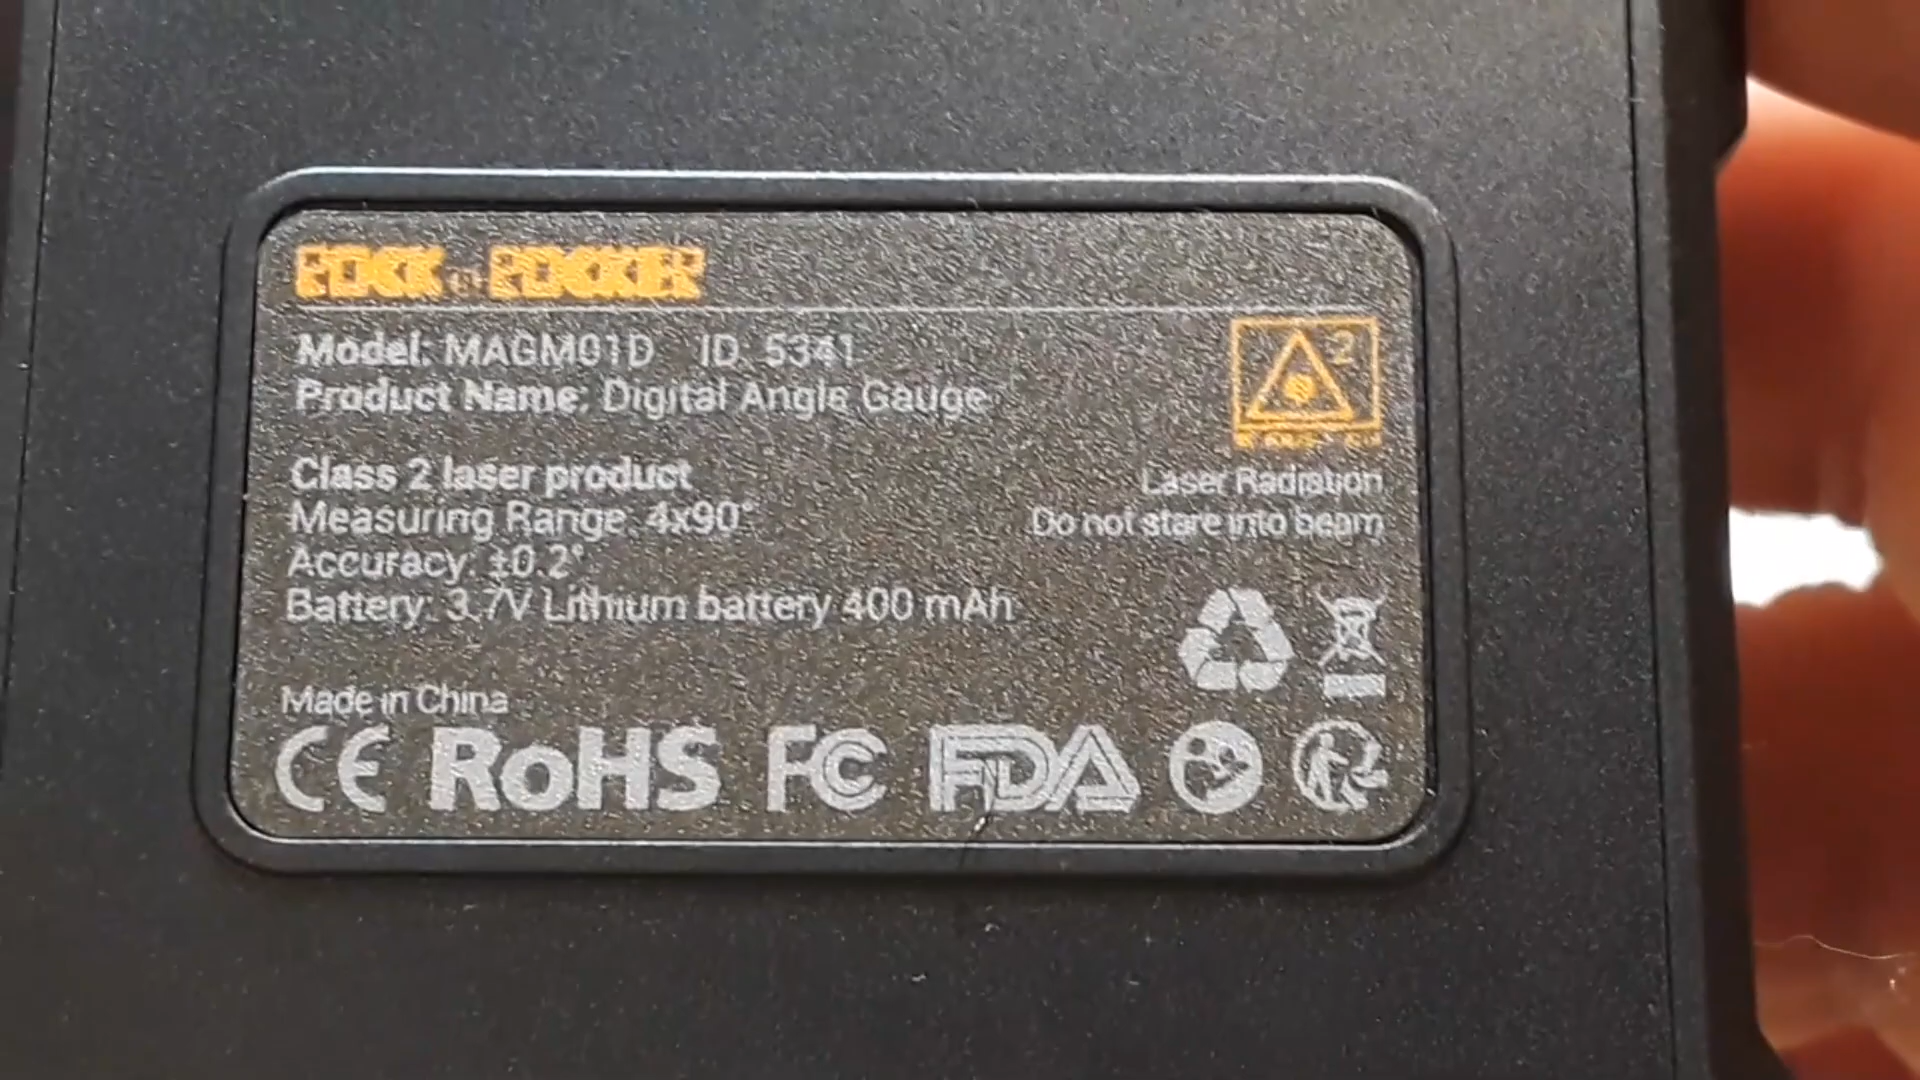 Model: MAGM01D ID. 5341
Product Name: Digital Angle Gauge
2
Class 2 laser product
Measuring Range: 4x90°
Accuracy: ±0.2°
Battery: 3.7V Lithium battery 400 mAh
Laser Radiation
Do not stare into beam
Made in China
CE RoHS FC FDA